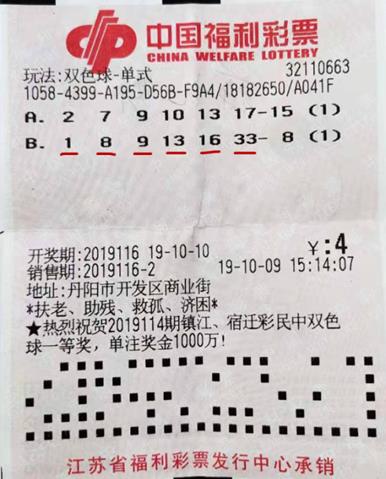 中国福利彩票
CHINA WELFARE LOTTERY
玩法:双色球-单式 32110663
1058-4399-A195-D56B-F9A4/18182650/A041F
A. 2 7 9 10 13 17-15 (1)
B. 1 8 9 13 16 33- 8 (1)
开奖期:2019116 19-10-10 ¥:4
销售期:2019116-2 19-10-09 15:14:07
地址:丹阳市开发区商业街
*扶老、助残、救孤、济困*
★热烈祝贺2019114期镇江、宿迁彩民中双色
球一等奖，单注奖金1000万!
江苏省福利彩票发行中心承销